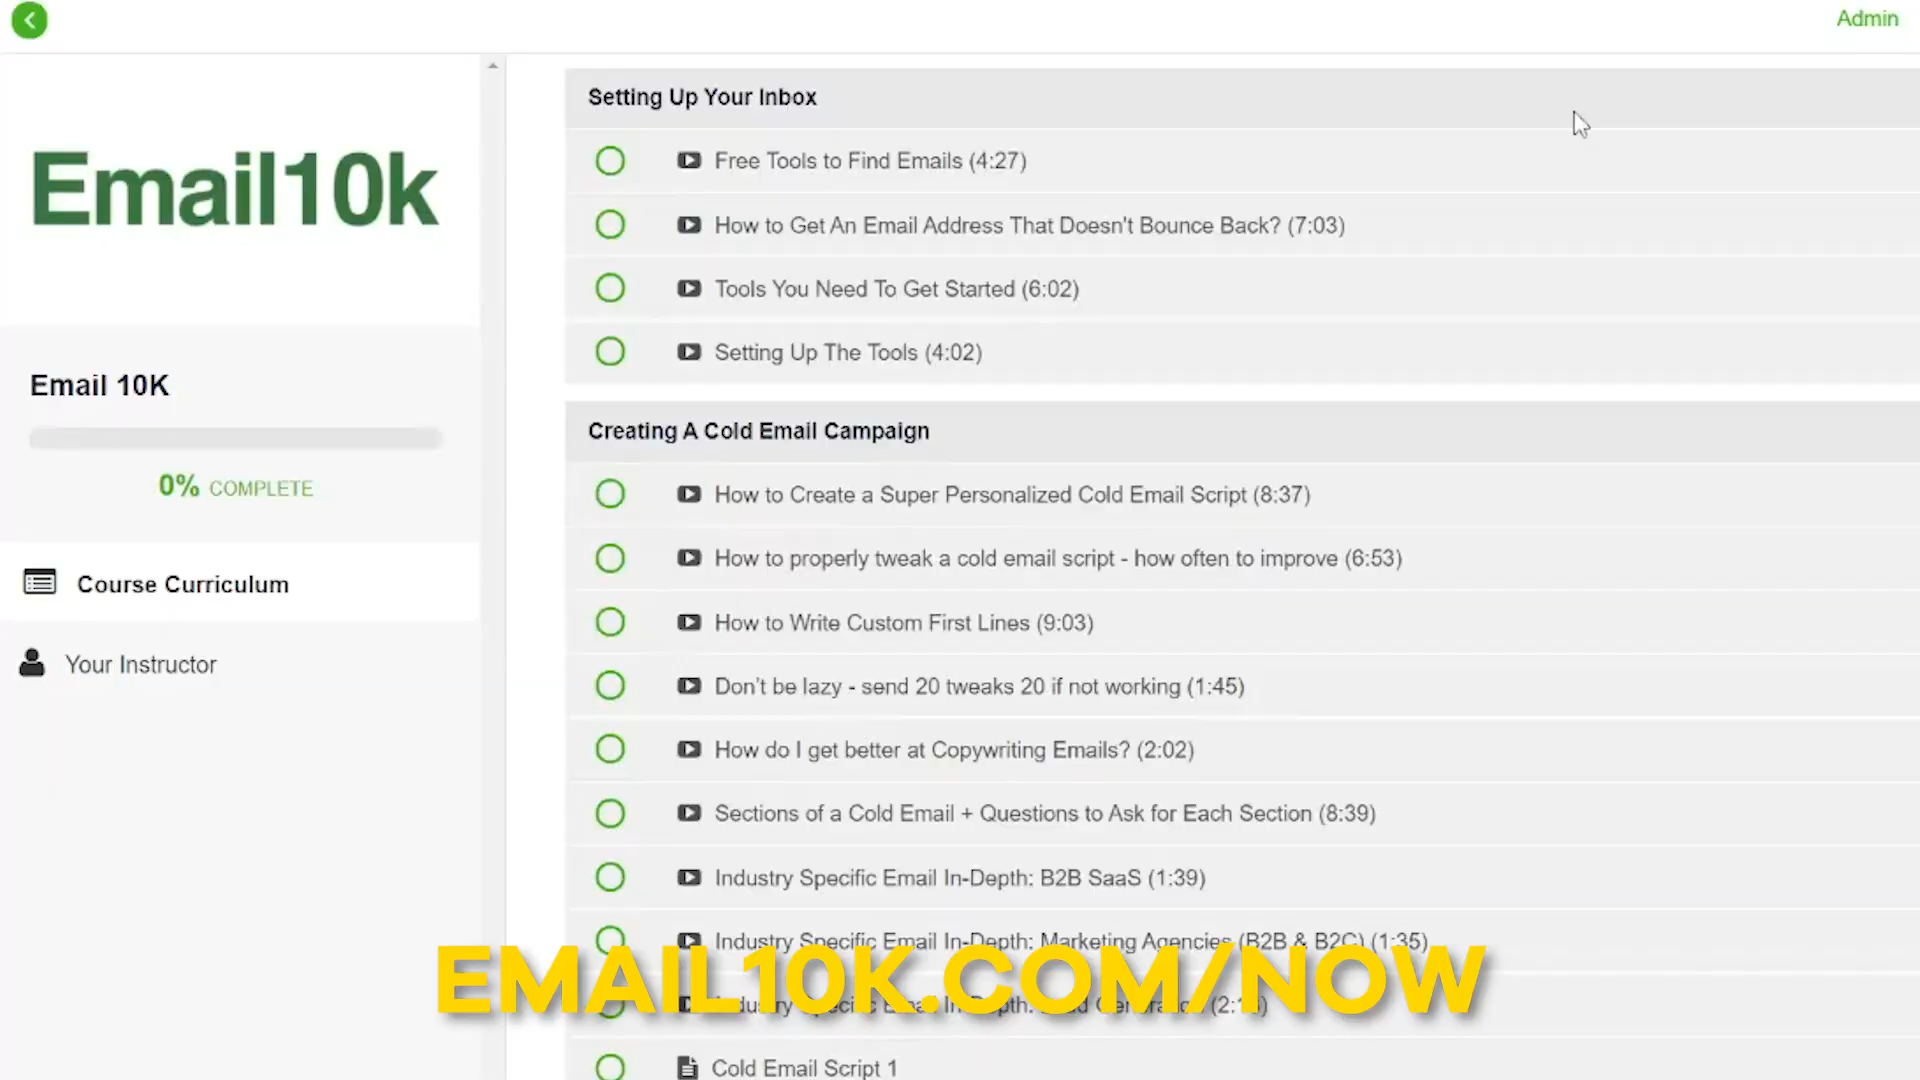 Admin
Email10k
Email 10K
0% COMPLETE
Course Curriculum
Your Instructor
Setting Up Your Inbox
Free Tools to Find Emails (4:27)
How to Get An Email Address That Doesn't Bounce Back? (7:03)
Tools You Need To Get Started (6:02)
Setting Up The Tools (4:02)
Creating A Cold Email Campaign
How to Create a Super Personalized Cold Email Script (8:37)
How to properly tweak a cold email script - how often to improve (6:53)
How to Write Custom First Lines (9:03)
Don't be lazy - send 20 tweaks 20 if not working (1:45)
How do I get better at Copywriting Emails? (2:02)
Sections of a Cold Email + Questions to Ask for Each Section (8:39)
Industry Specific Email In-Depth: B2B SaaS (1:39)
Industry Specific Email In-Depth: Marketing Agencies (B2B & B2C) (1:35)
EMAIL10K.COM/NOW
Cold Email Script 1